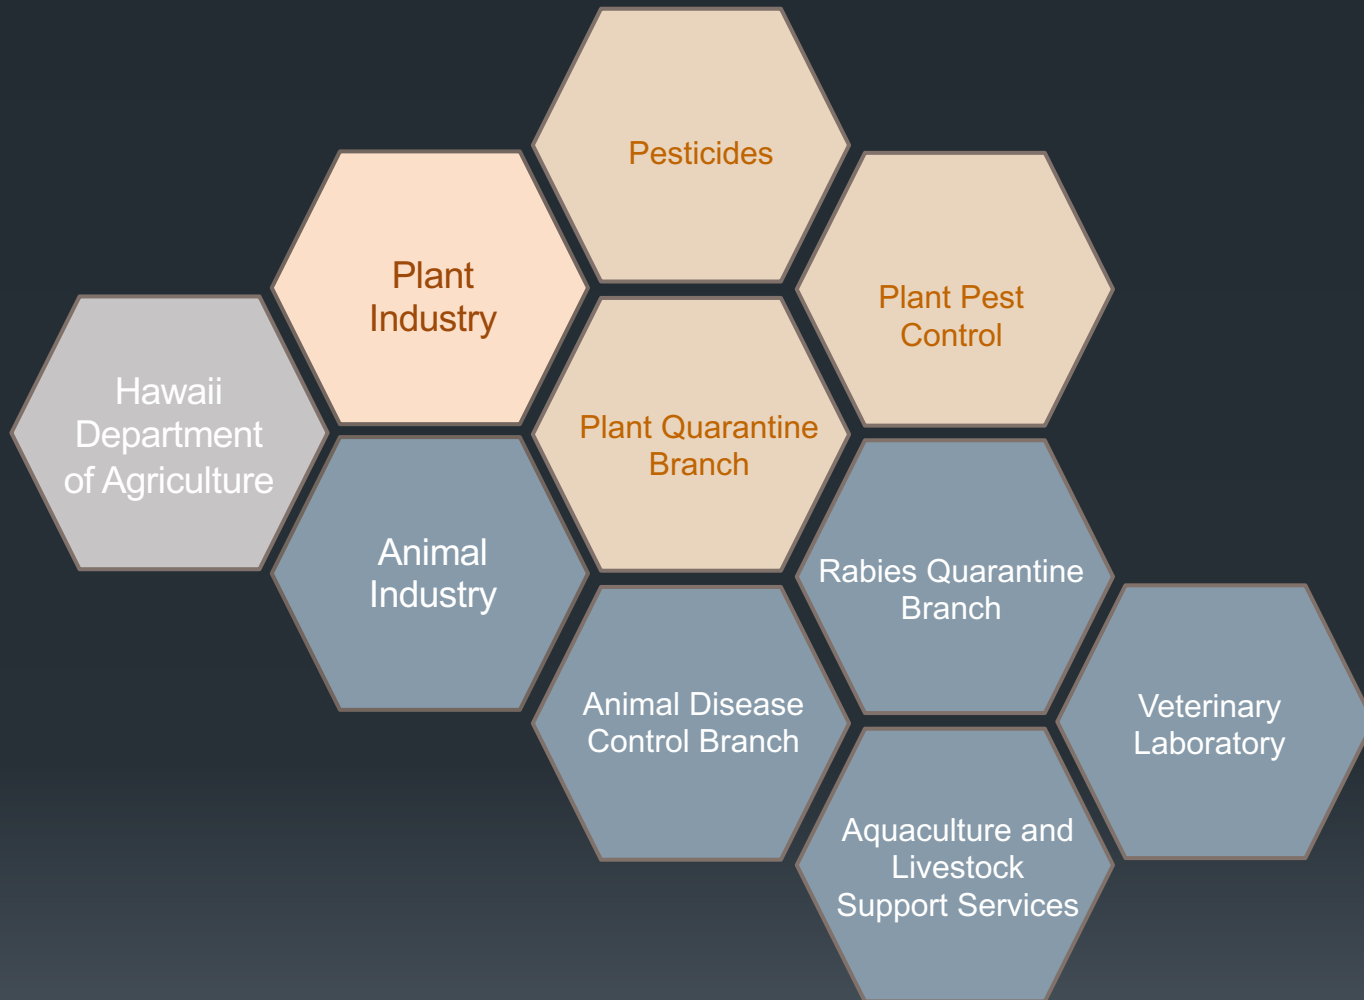 Pesticides
Plant
Industry
Plant Pest
Control
Hawaii
Department
of Agriculture
Plant Quarantine
Branch
Animal
Industry
Rabies Quarantine
Branch
Animal Disease
Control Branch
Veterinary
Laboratory
Aquaculture and
Livestock
Support Services